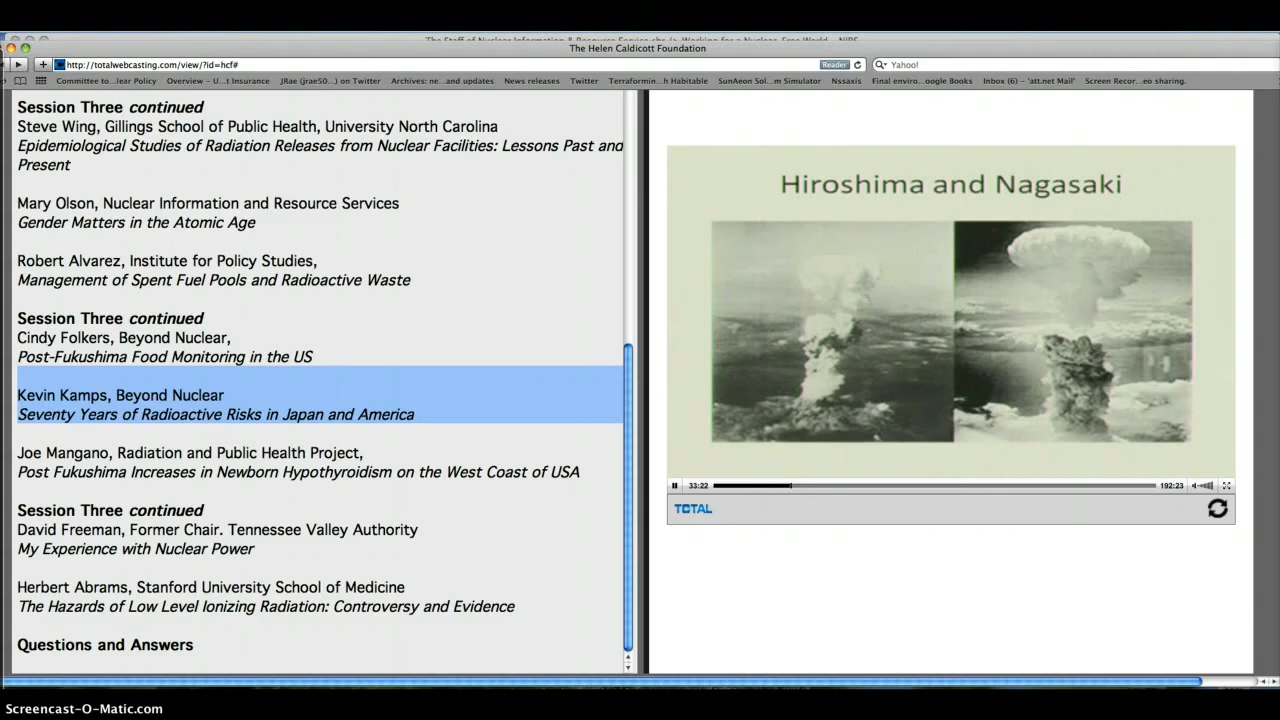 The Helen Caldicott Foundation
http://totalwebcasting.com/view/?id=hcf#
Reader
Yahoo!
Committee to...lear Policy
Overview - U...t Insurance
JRae (jrae50...) on Twitter
Archives: ne...and updates
News releases
Twitter
Terraformin...h Habitable
SunAeon Sol...m Simulator
Nssaxis
Final enviro...oogle Books
Inbox (6) – 'att.net Mail'
Screen Recor...eo sharing.
Session Three continued
Steve Wing, Gillings School of Public Health, University North Carolina
Epidemiological Studies of Radiation Releases from Nuclear Facilities: Lessons Past and
Present
Mary Olson, Nuclear Information and Resource Services
Gender Matters in the Atomic Age
Robert Alvarez, Institute for Policy Studies,
Management of Spent Fuel Pools and Radioactive Waste
Session Three continued
Cindy Folkers, Beyond Nuclear,
Post-Fukushima Food Monitoring in the US
Kevin Kamps, Beyond Nuclear
Seventy Years of Radioactive Risks in Japan and America
Joe Mangano, Radiation and Public Health Project,
Post Fukushima Increases in Newborn Hypothyroidism on the West Coast of USA
Session Three continued
David Freeman, Former Chair. Tennessee Valley Authority
My Experience with Nuclear Power
Herbert Abrams, Stanford University School of Medicine
The Hazards of Low Level Ionizing Radiation: Controversy and Evidence
Questions and Answers
Hiroshima and Nagasaki
33:22
192:23
TOTAL
Screencast-O-Matic.com